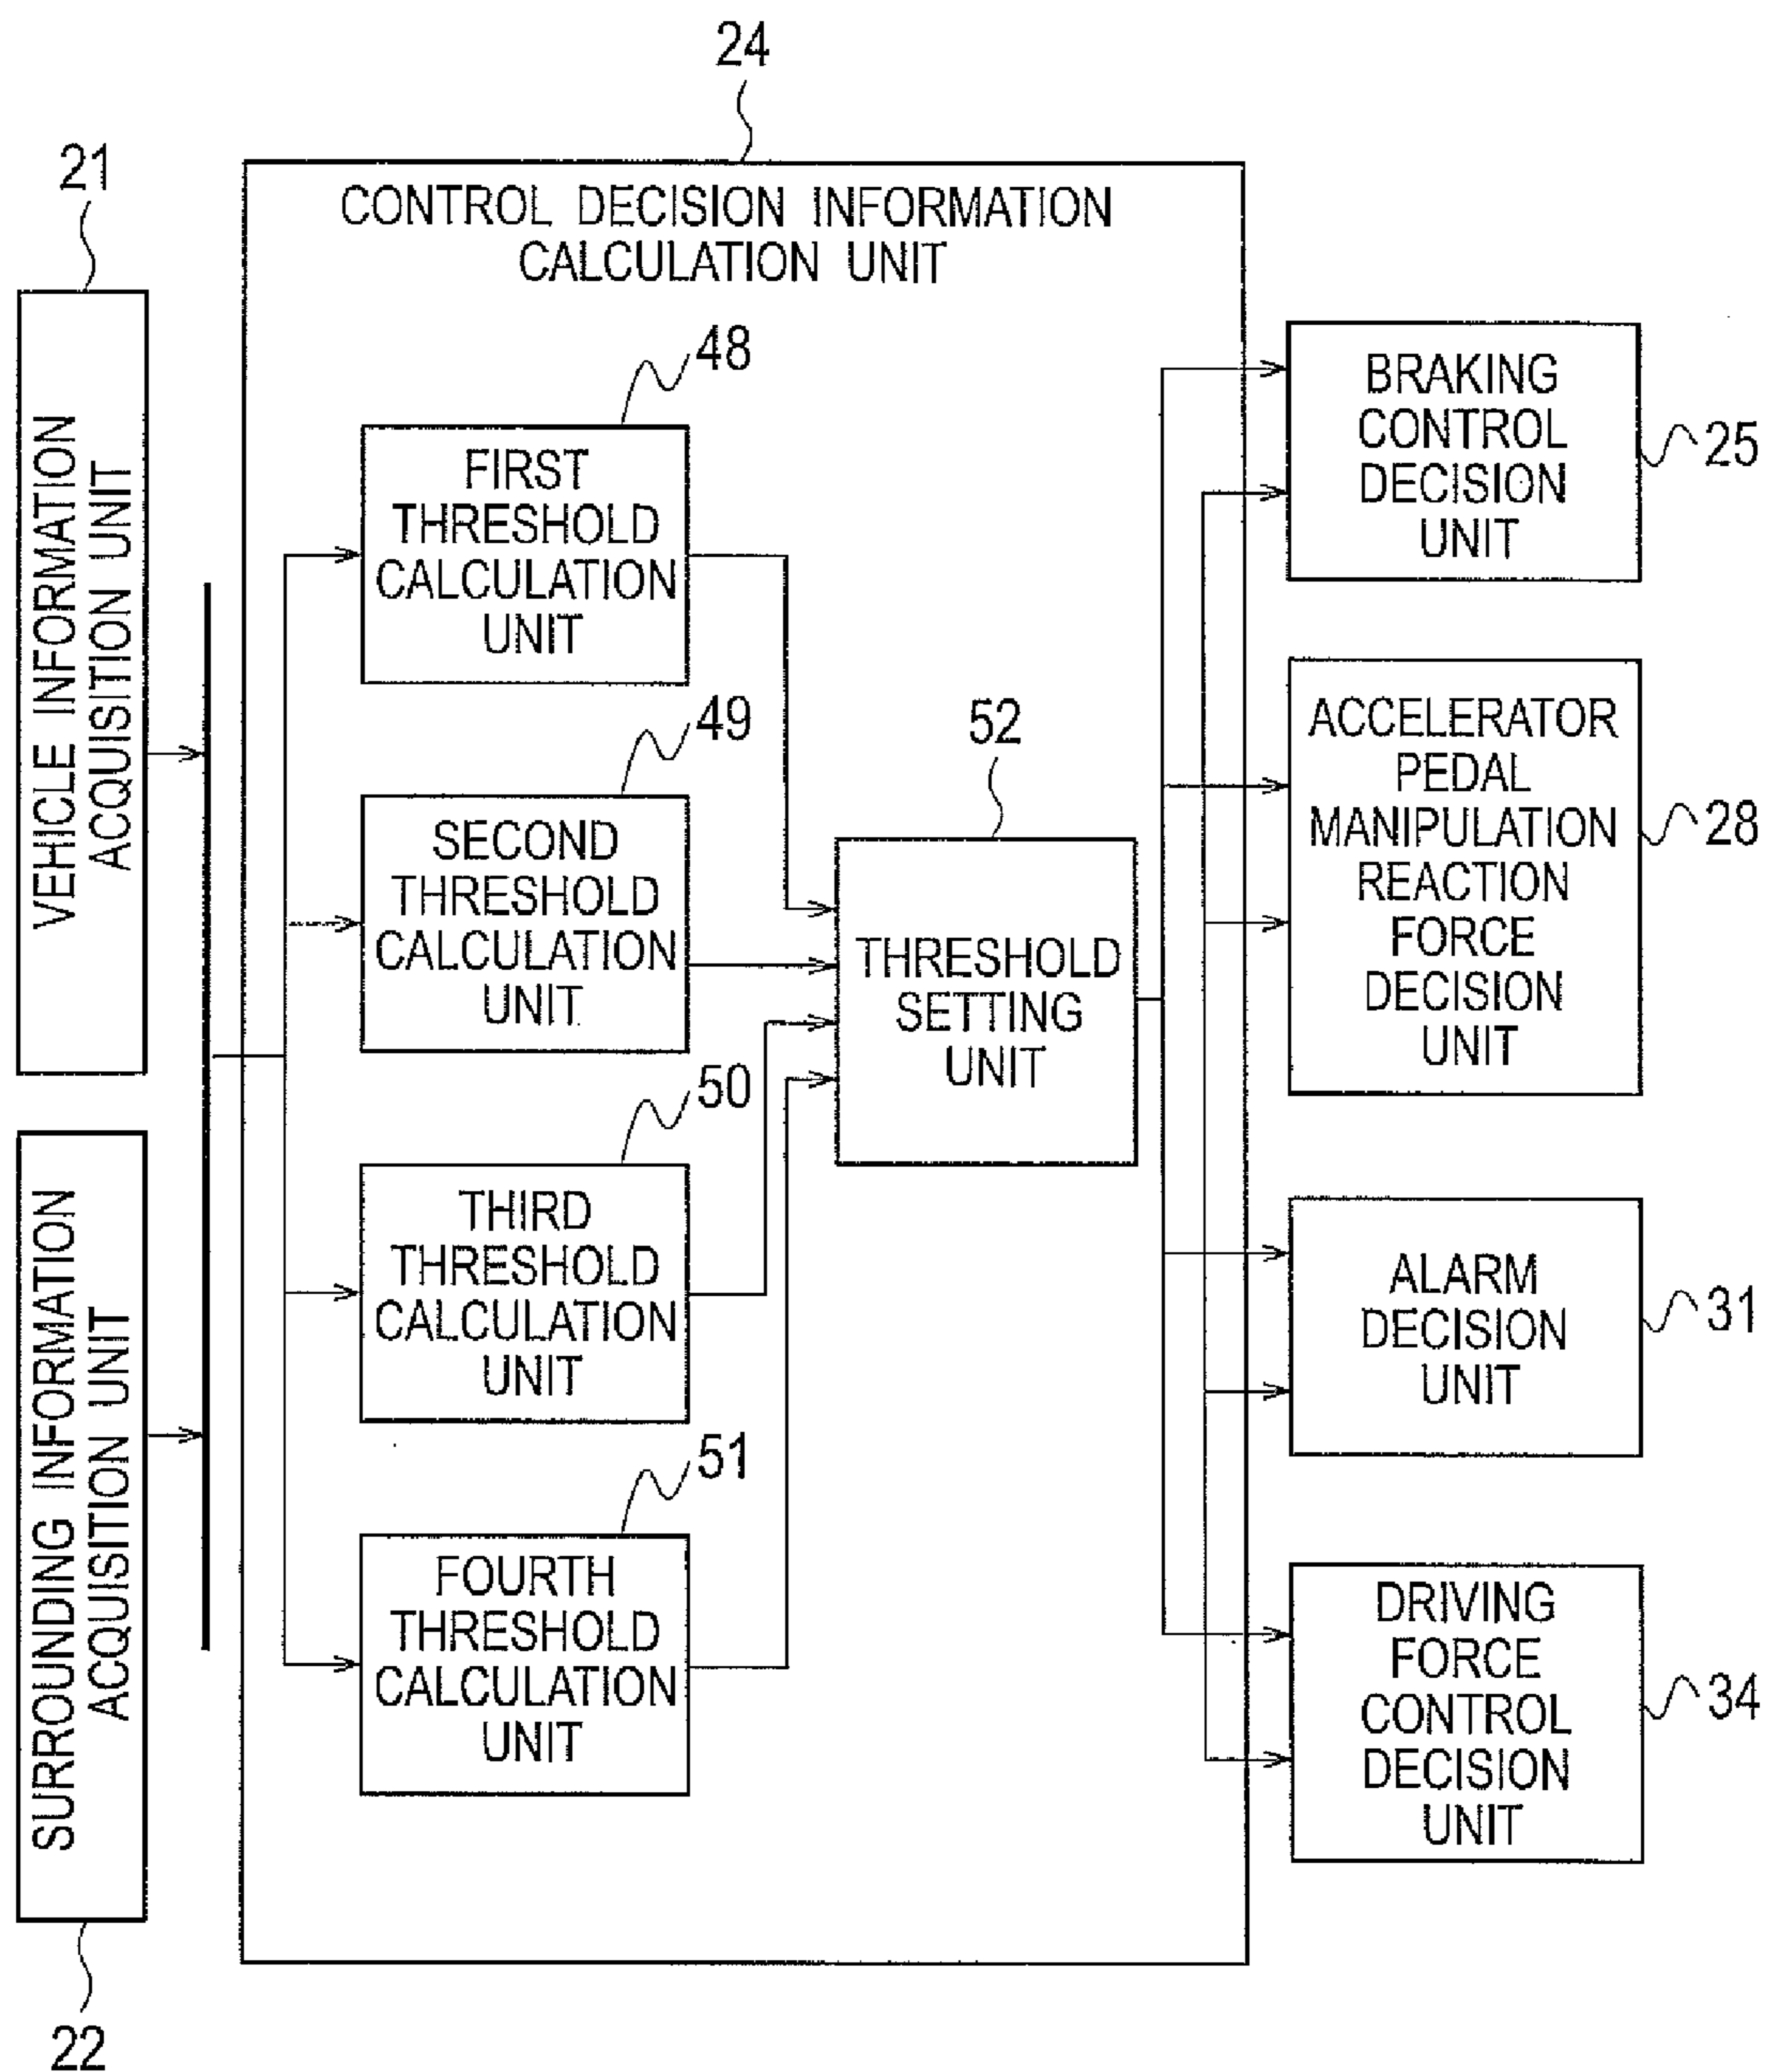 24
21
CONTROL DECISION INFORMATION
CALCULATION UNIT
VEHICLE INFORMATION
ACQUISITION UNIT
48
FIRST
THRESHOLD
CALCULATION
UNIT
49
SECOND
THRESHOLD
CALCULATION
UNIT
50
THIRD
THRESHOLD
CALCULATION
UNIT
51
FOURTH
THRESHOLD
CALCULATION
UNIT
52
THRESHOLD
SETTING
UNIT
BRAKING
CONTROL
DECISION
UNIT
25
ACCELERATOR
PEDAL
MANIPULATION
REACTION
FORCE
DECISION
UNIT
28
ALARM
DECISION
UNIT
31
DRIVING
FORCE
CONTROL
DECISION
UNIT
34
SURROUNDING INFORMATION
ACQUISITION UNIT
22